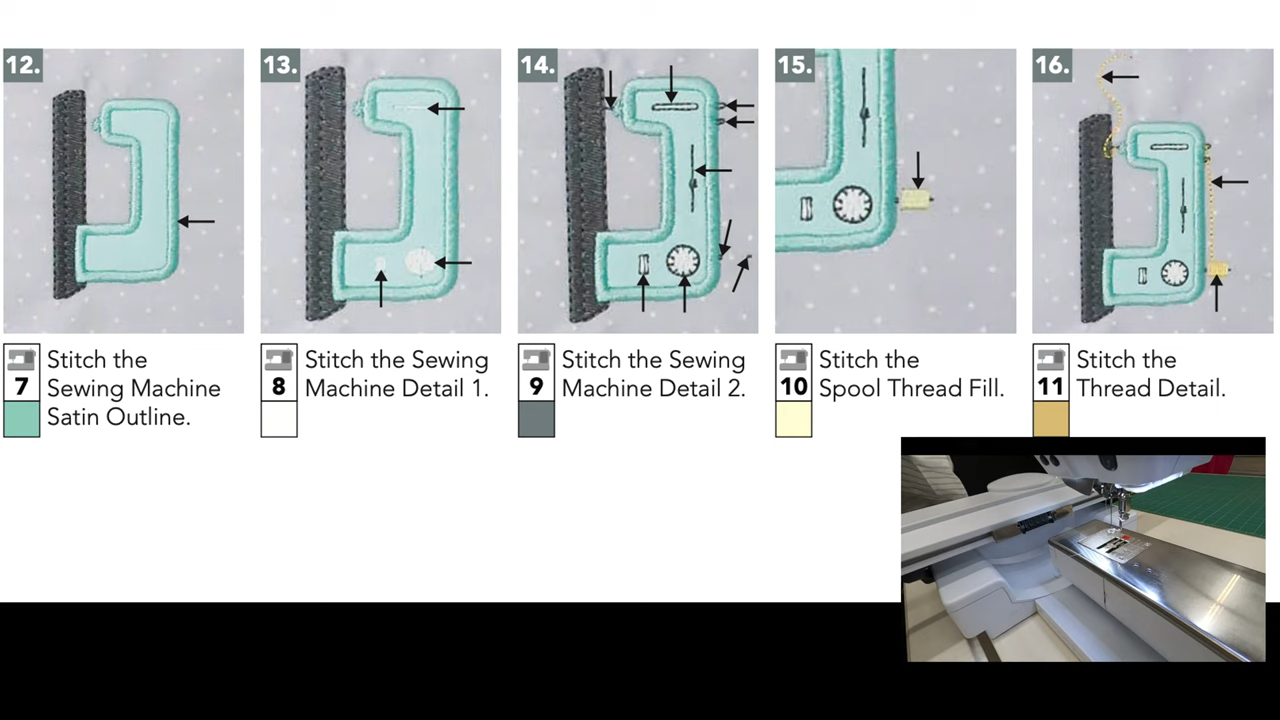 12.
7
Stitch the
Sewing Machine
Satin Outline.
13.
8
Stitch the Sewing
Machine Detail 1.
14.
9
Stitch the Sewing
Machine Detail 2.
15.
10
Stitch the
Spool Thread Fill.
16.
11
Stitch the
Thread Detail.